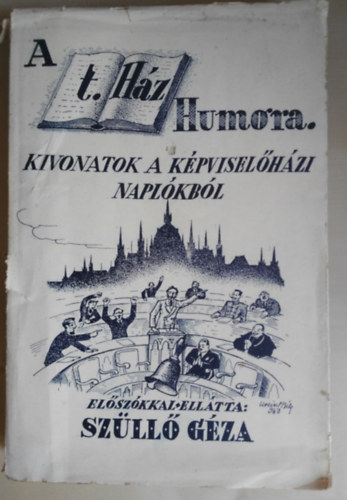 A t. Ház
Humora.
KIVONATOK A KÉPVISELŐHÁZI
NAPLÓKBÓL
ELŐSZÓKKAL•ELLÁTTA:
SZÜLLŐ GÉZA